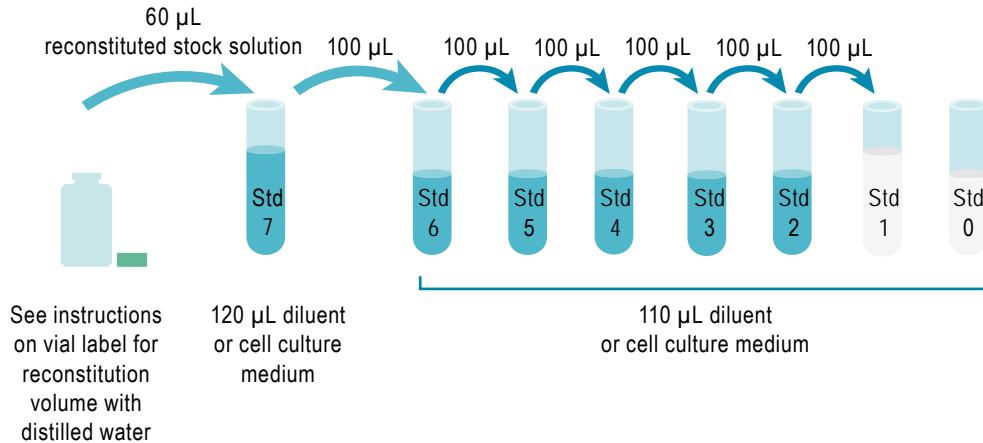 60 µL
reconstituted stock solution
100 µL
100 µL
100 µL
100 µL
100 µL
100 µL
Std
7
Std
6
Std
5
Std
4
Std
3
Std
2
Std
1
Std
0
See instructions
on vial label for
reconstitution
volume with
distilled water
120 µL diluent
or cell culture
medium
110 µL diluent
or cell culture medium